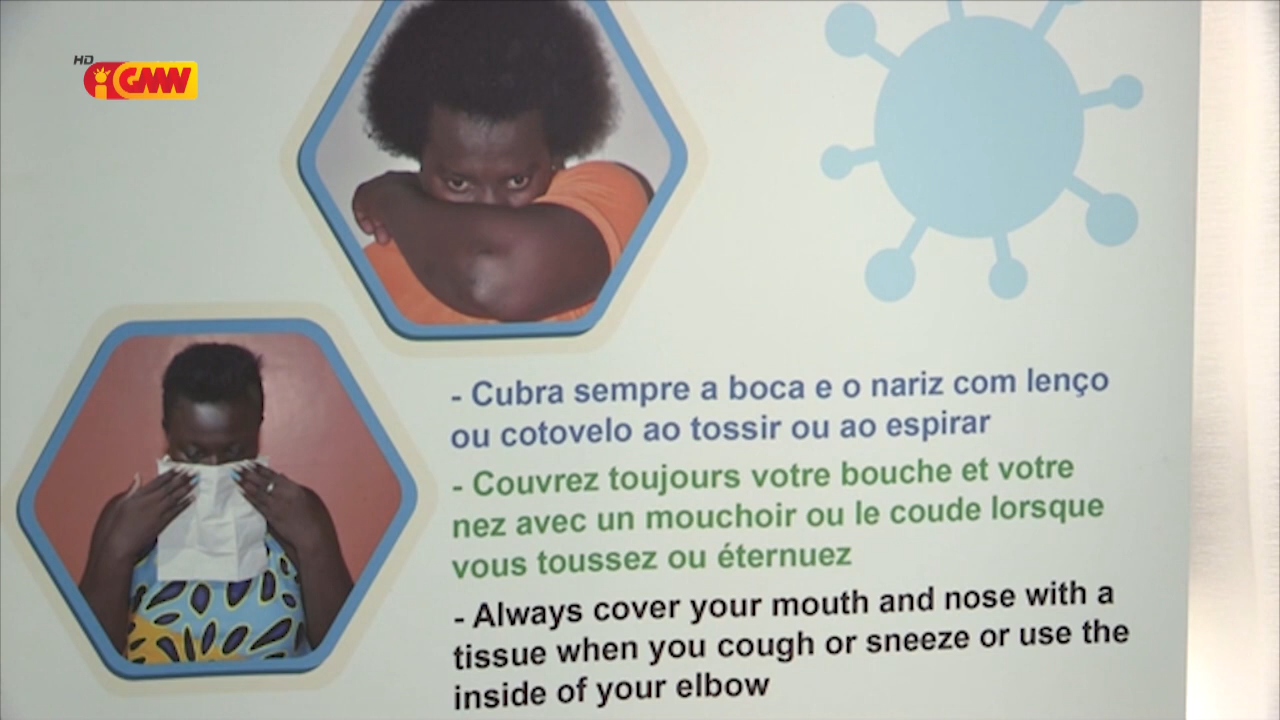 HD
GMW
- Cubra sempre a boca e o nariz com lenço
ou cotovelo ao tossir ou ao espirar
- Couvrez toujours votre bouche et votre
nez avec un mouchoir ou le coude lorsque
vous toussez ou éternuez
- Always cover your mouth and nose with a
tissue when you cough or sneeze or use the
inside of your elbow